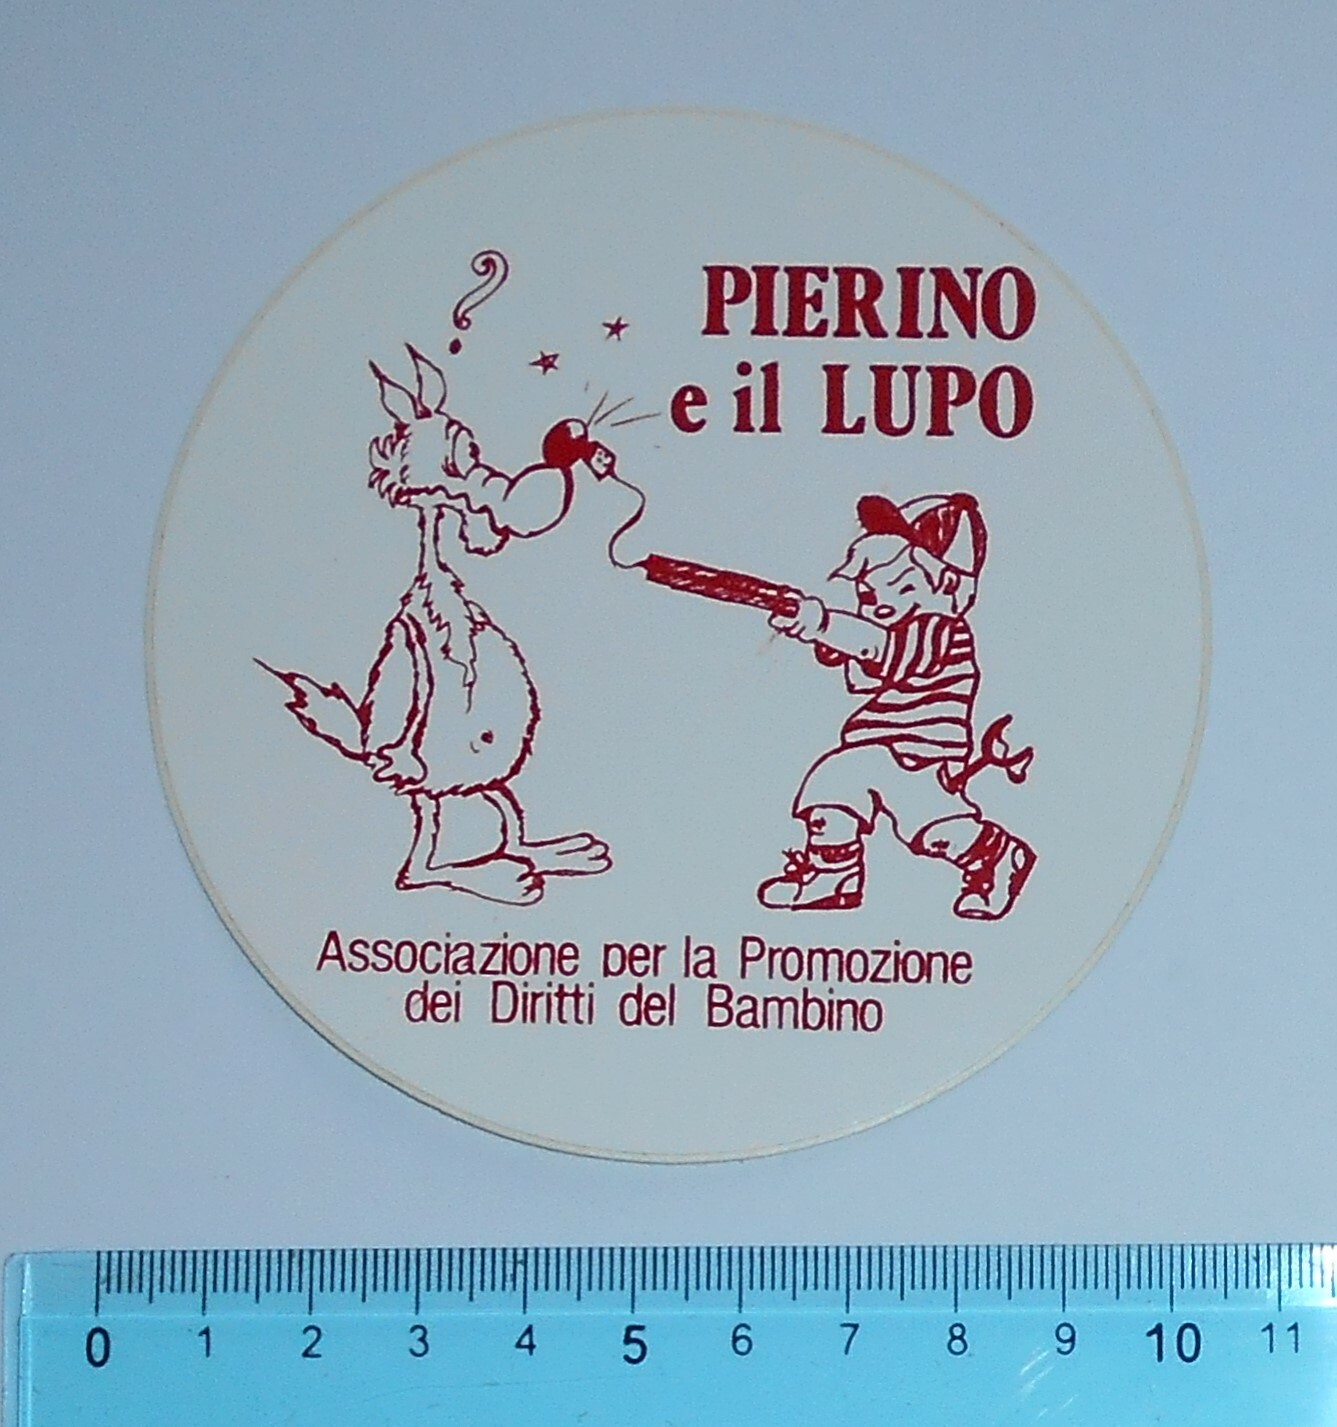 PIERINO
e il LUPO
Associazione per la Promozione
dei Diritti del Bambino
0 1 2 3 4 5 6 7 8 9 10 11